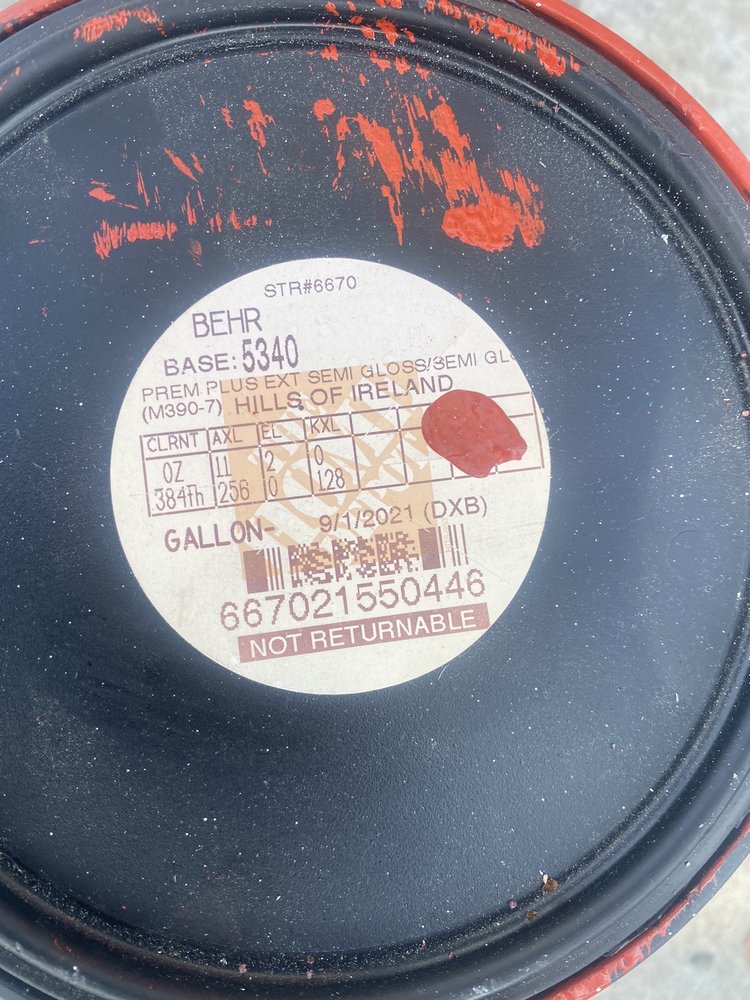 STR#6670
BEHR
BASE: 5340
PREM PLUS EXT SEMI GLOSS/SEMI GL
(M390-7) HILLS OF IRELAND
CLRNT AXL EL KXL
OZ 11 2 0
384th 256 0 128
GALLON- 9/1/2021 (DXB)
667021550446
NOT RETURNABLE